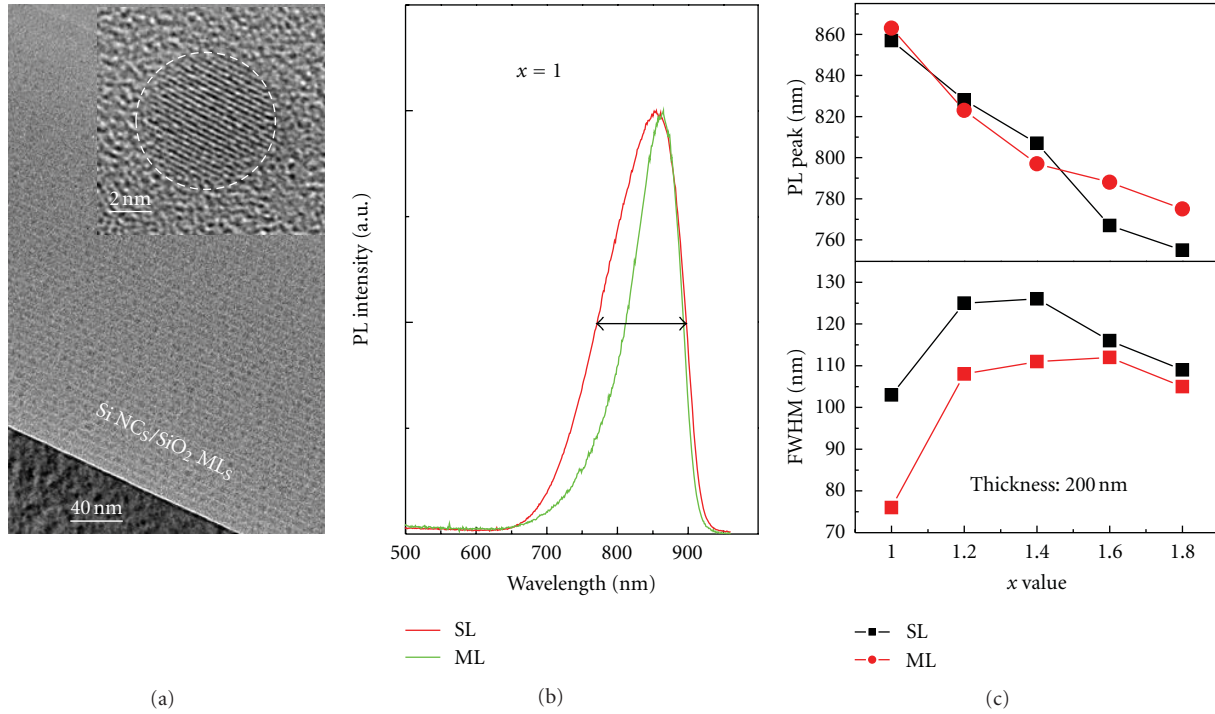 2 nm
Si NCs/SiO2 MLs
40 nm
(a)
x = 1
PL intensity (a.u.)
500 600 700 800 900
Wavelength (nm)
SL
ML
(b)
860
840
820
800
780
760
PL peak (nm)
130
120
110
100
90
80
70
FWHM (nm)
Thickness: 200 nm
1 1.2 1.4 1.6 1.8
x value
SL
ML
(c)